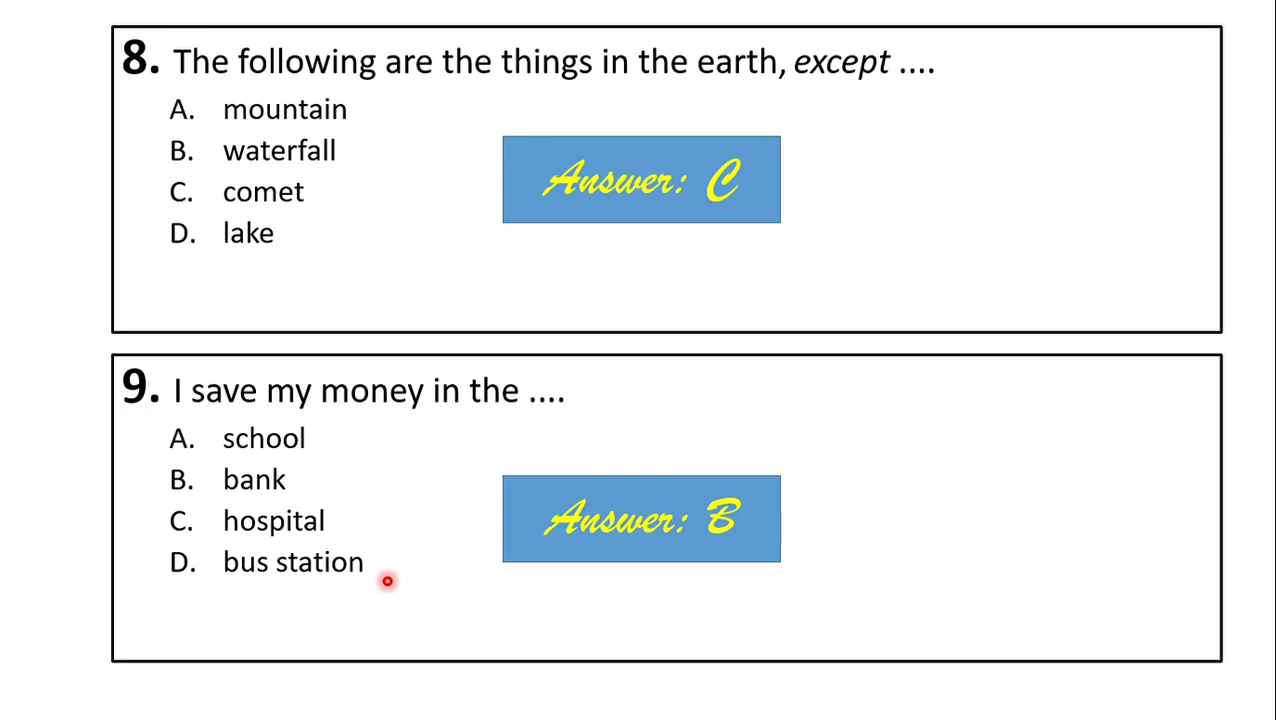 8. The following are the things in the earth, except ....
A. mountain
B. waterfall
C. comet
D. lake
Answer: C
9. I save my money in the ....
A. school
B. bank
C. hospital
D. bus station
Answer: B